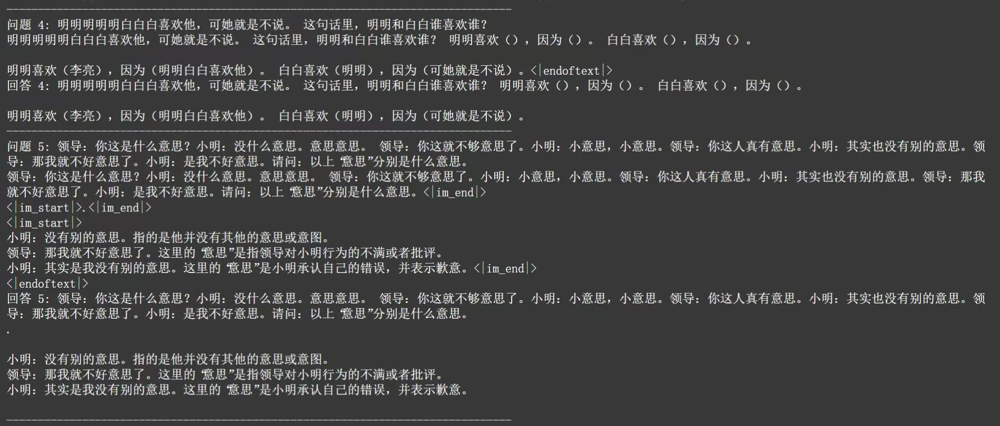 --------------------------------------------------------------------------------
问题 4: 明明明明明白白白喜欢他，可她就是不说。 这句话里，明明和白白谁喜欢谁？
明明明明明白白白喜欢他，可她就是不说。 这句话里，明明和白白谁喜欢谁？ 明明喜欢（），因为（）。 白白喜欢（），因为（）。
明明喜欢（李亮），因为（明明白白喜欢他）。 白白喜欢（明明），因为（可她就是不说）。<|endoftext|>
回答 4: 明明明明明白白白喜欢他，可她就是不说。 这句话里，明明和白白谁喜欢谁？ 明明喜欢（），因为（）。 白白喜欢（），因为（）。
明明喜欢（李亮），因为（明明白白喜欢他）。 白白喜欢（明明），因为（可她就是不说）。
--------------------------------------------------------------------------------
问题 5: 领导：你这是什么意思？小明：没什么意思。意思意思。 领导：你这就不够意思了。小明：小意思，小意思。领导：你这人真有意思。小明：其实也没有别的意思。领
导：那我就不好意思了。小明：是我不好意思。请问：以上“意思”分别是什么意思。
领导：你这是什么意思？小明：没什么意思。意思意思。 领导：你这就不够意思了。小明：小意思，小意思。领导：你这人真有意思。小明：其实也没有别的意思。领导：那我
就不好意思了。小明：是我不好意思。请问：以上“意思”分别是什么意思。<|im_end|>
<|im_start|>.<|im_end|>
<|im_start|>
小明：没有别的意思。指的是他并没有其他的意思或意图。
领导：那我就不好意思了。这里的“意思”是指领导对小明行为的不满或者批评。
小明：其实是我没有别的意思。这里的“意思”是小明承认自己的错误，并表示歉意。<|im_end|>
<|endoftext|>
回答 5: 领导：你这是什么意思？小明：没什么意思。意思意思。 领导：你这就不够意思了。小明：小意思，小意思。领导：你这人真有意思。小明：其实也没有别的意思。领
导：那我就不好意思了。小明：是我不好意思。请问：以上“意思”分别是什么意思。
.
小明：没有别的意思。指的是他并没有其他的意思或意图。
领导：那我就不好意思了。这里的“意思”是指领导对小明行为的不满或者批评。
小明：其实是我没有别的意思。这里的“意思”是小明承认自己的错误，并表示歉意。
--------------------------------------------------------------------------------